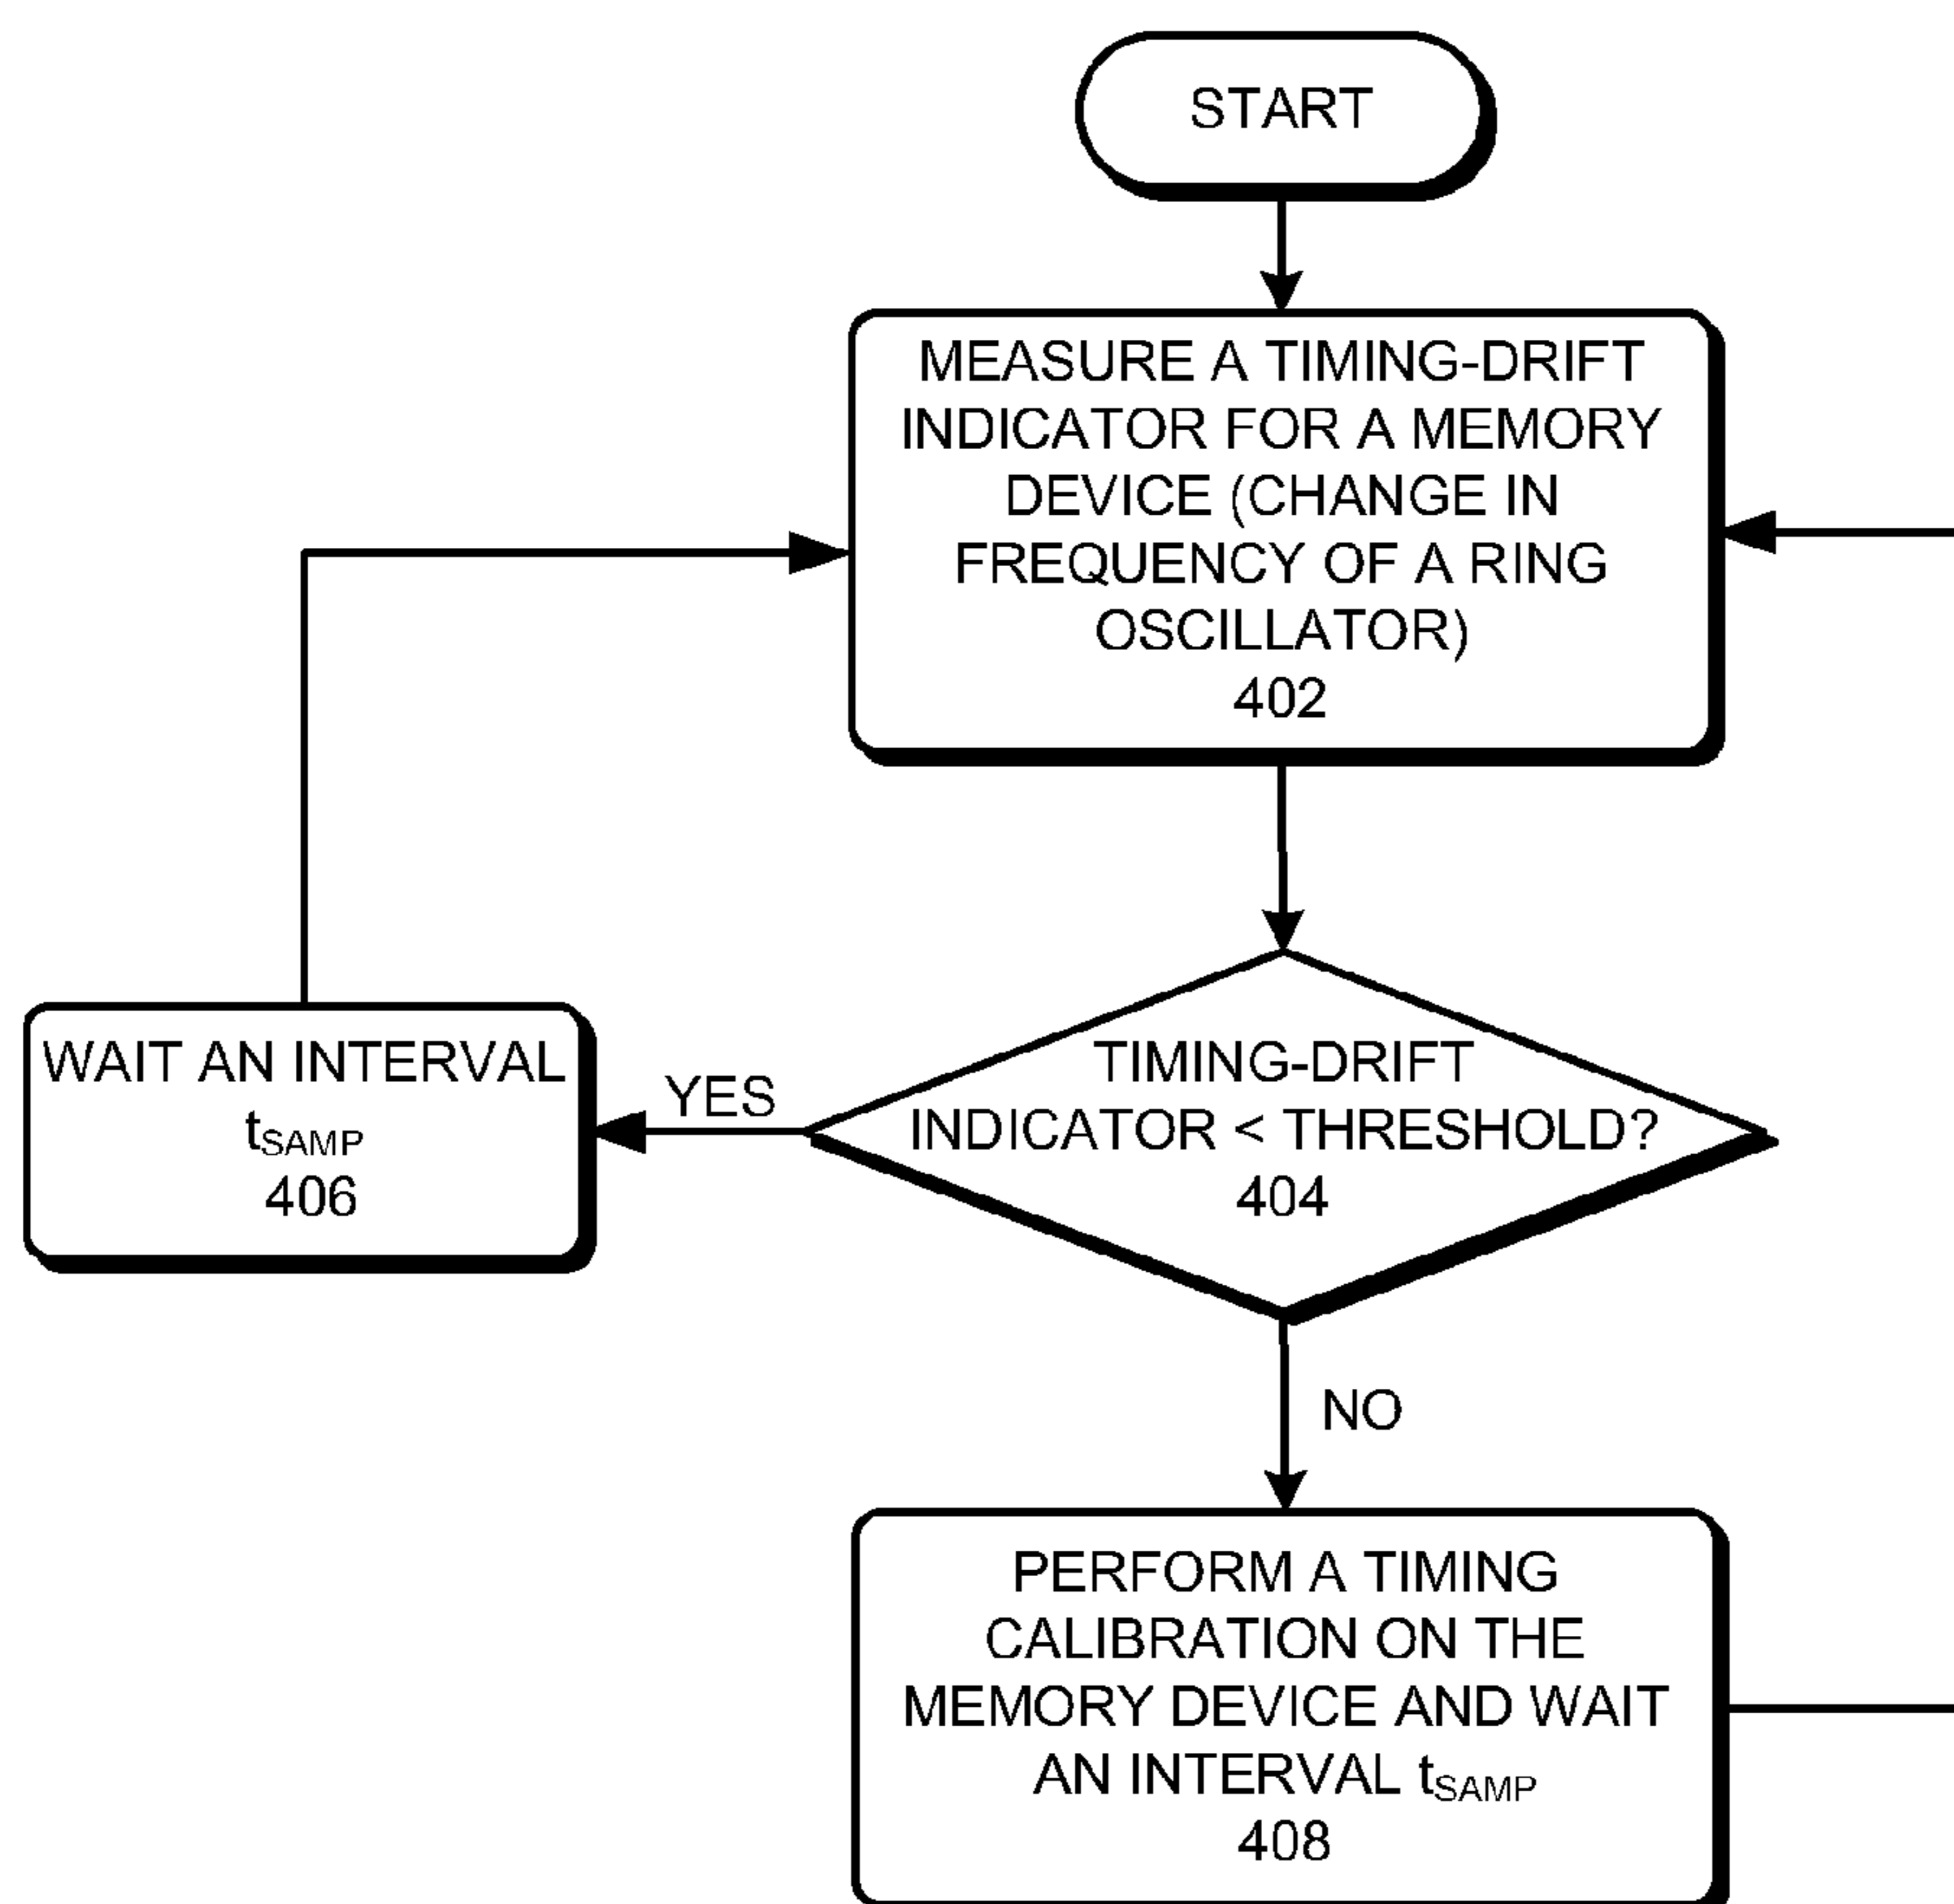 START
MEASURE A TIMING-DRIFT
INDICATOR FOR A MEMORY
DEVICE (CHANGE IN
FREQUENCY OF A RING
OSCILLATOR)
402
WAIT AN INTERVAL
tSAMP
406
YES
TIMING-DRIFT
INDICATOR < THRESHOLD?
404
NO
PERFORM A TIMING
CALIBRATION ON THE
MEMORY DEVICE AND WAIT
AN INTERVAL tSAMP
408